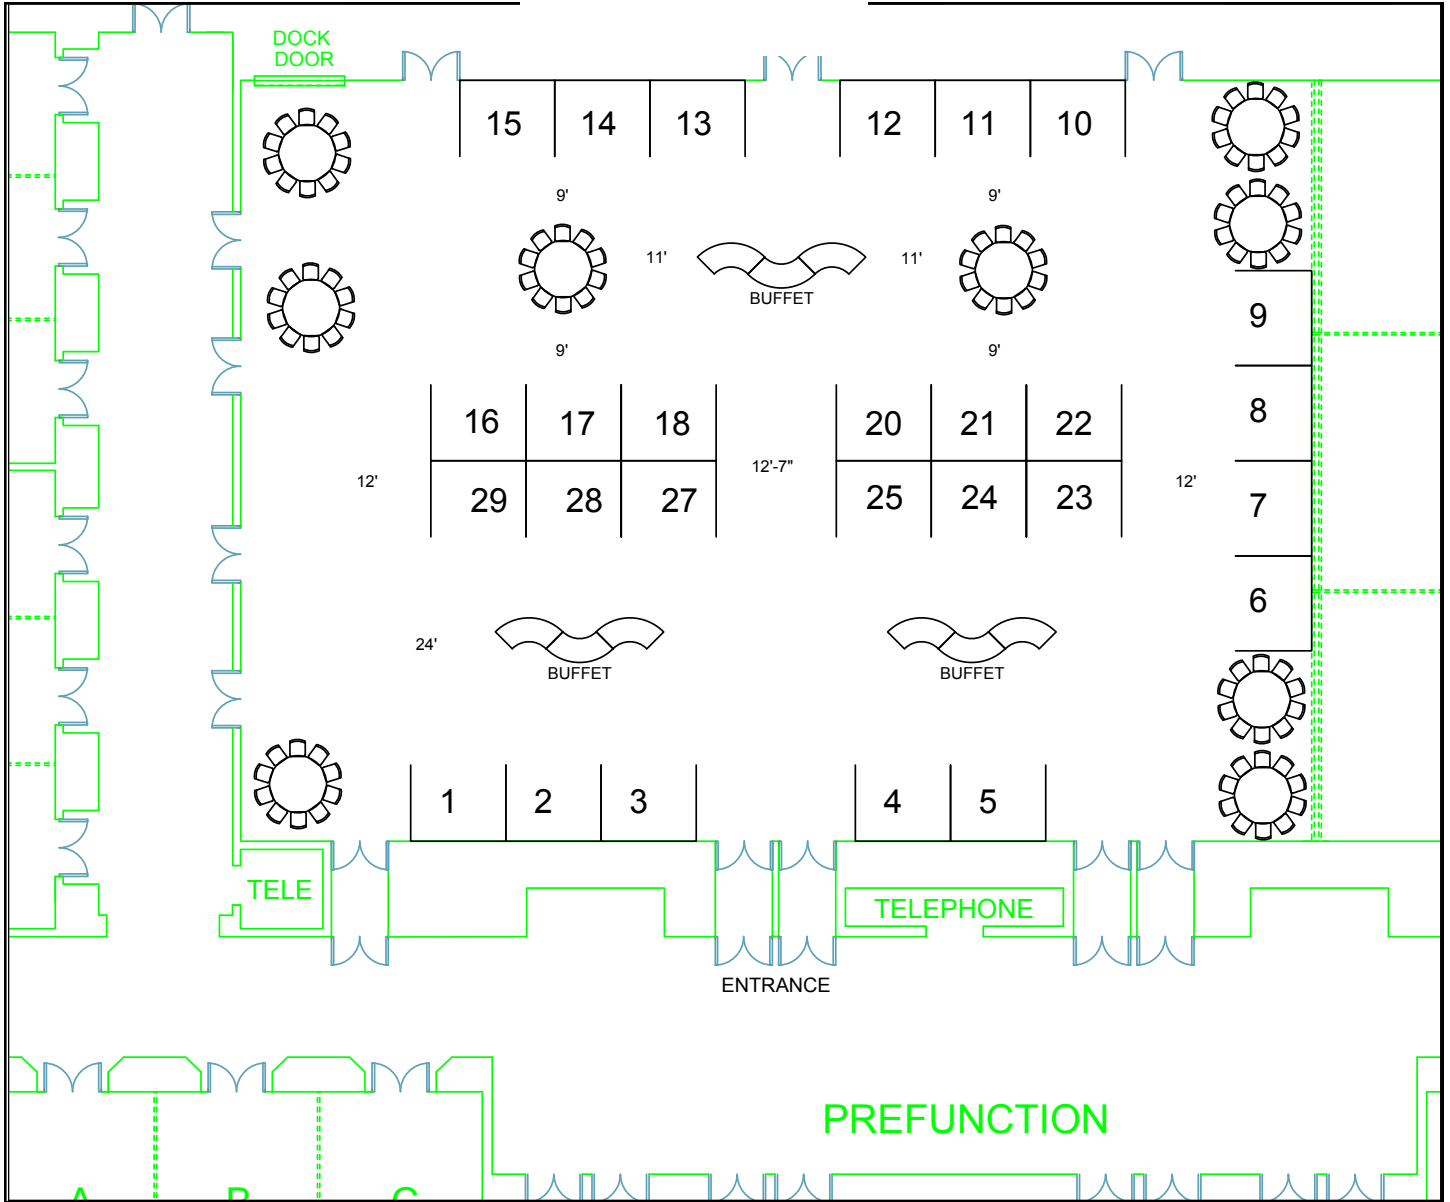 DOCK
DOOR
15 14 13 12 11 10
9' 9'
11' 11'
BUFFET
9
9' 9'
8
16 17 18 20 21 22
12' 12'-7" 12'
29 28 27 25 24 23
7
6
24'
BUFFET BUFFET
1 2 3 4 5
TELE
TELEPHONE
ENTRANCE
PREFUNCTION
A B C